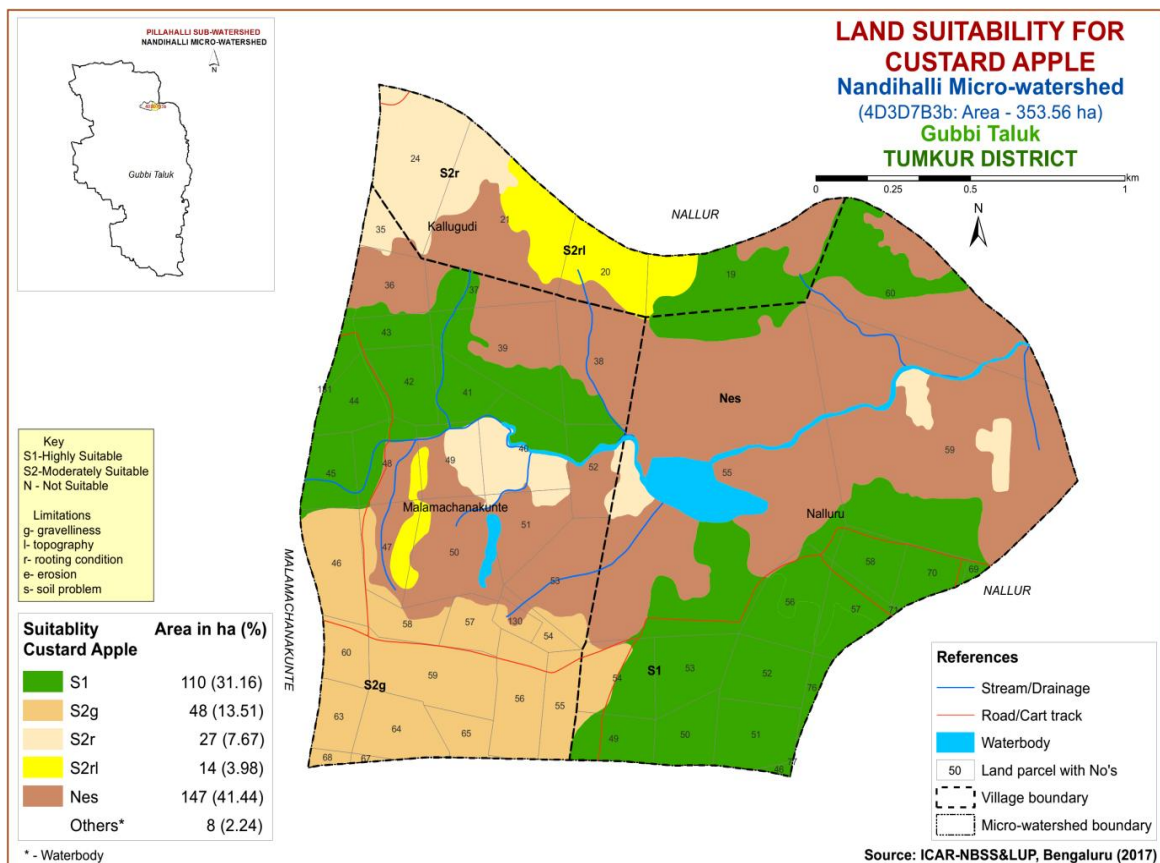 PILLAHALLI SUB-WATERSHED
NANDIHALLI MICRO-WATERSHED
N
Gubbi Taluk
LAND SUITABILITY FOR
CUSTARD APPLE
Nandihalli Micro-watershed
(4D3D7B3b: Area - 353.56 ha)
Gubbi Taluk
TUMKUR DISTRICT
km
0 0.25 0.5 1
N
NALLUR
24
S2r
21
35
Kallugudi
S2rl
20
19
60
36
37
43
39
38
42
41
44
Nes
59
45
48
49
40
52
55
Malamachanakunte
51
Nalluru
47
50
46
53
58
70
69
56
57
71
58
57
130
54
NALLUR
MALAMACHANAKUNTE
60
59
S2g
54
S1
53
52
76
56
55
63
64
65
49
50
51
68
67
46
77
Key
S1-Highly Suitable
S2-Moderately Suitable
N - Not Suitable
Limitations
g- gravelliness
l- topography
r- rooting condition
e- erosion
s- soil problem
Suitablity Area in ha (%)
Custard Apple
S1 110 (31.16)
S2g 48 (13.51)
S2r 27 (7.67)
S2rl 14 (3.98)
Nes 147 (41.44)
Others* 8 (2.24)
* - Waterbody
References
Stream/Drainage
Road/Cart track
Waterbody
50 Land parcel with No's
Village boundary
Micro-watershed boundary
Source: ICAR-NBSS&LUP, Bengaluru (2017)